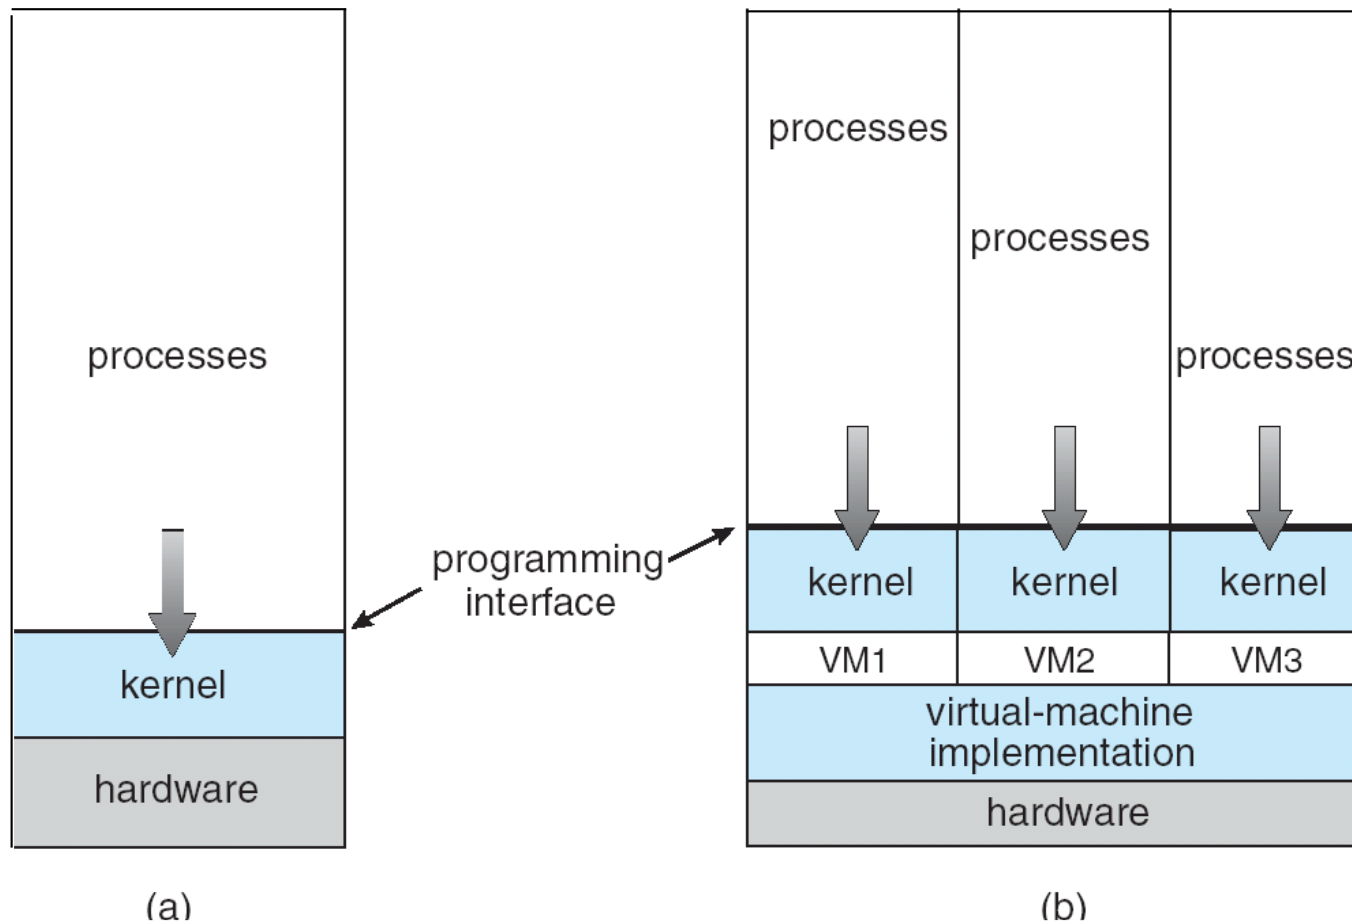 processes
kernel
hardware
(a)
programming
interface
processes
processes
processes
kernel
kernel
kernel
VM1
VM2
VM3
virtual-machine
implementation
hardware
(b)